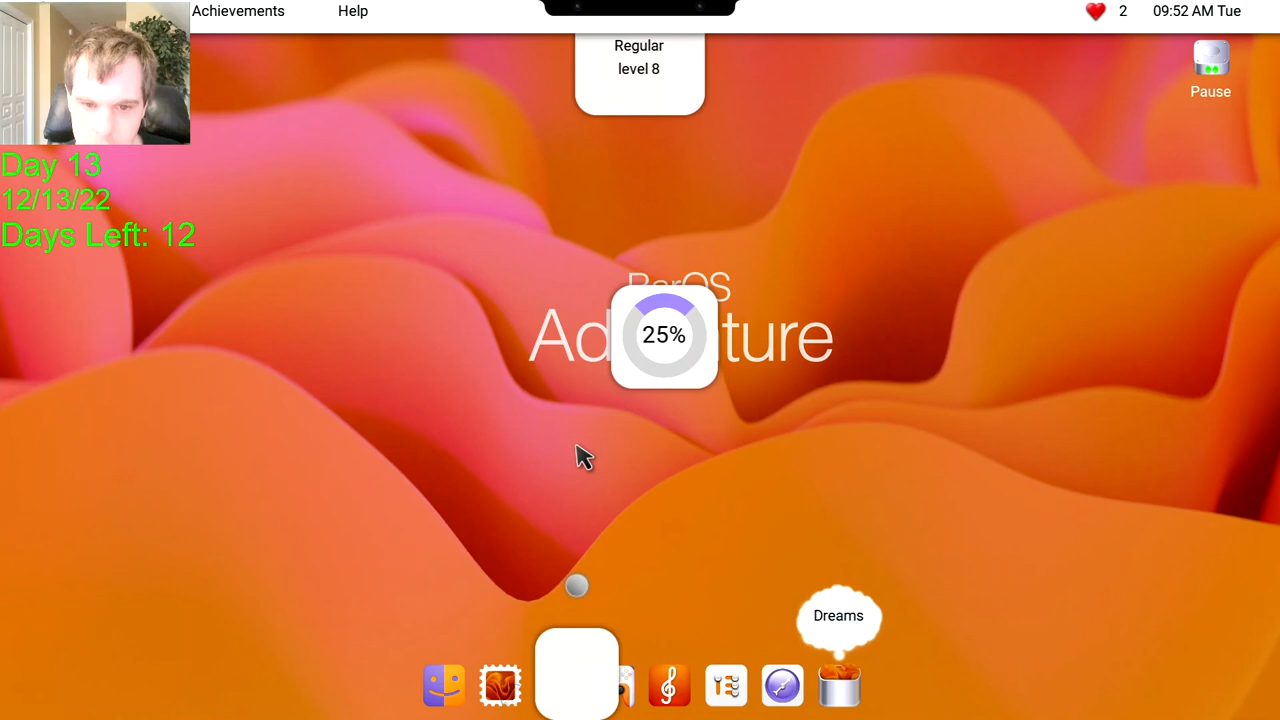 Achievements Help 2 09:52 AM Tue
Regular
level 8
Pause
Day 13
12/13/22
Days Left: 12
25%
Dreams